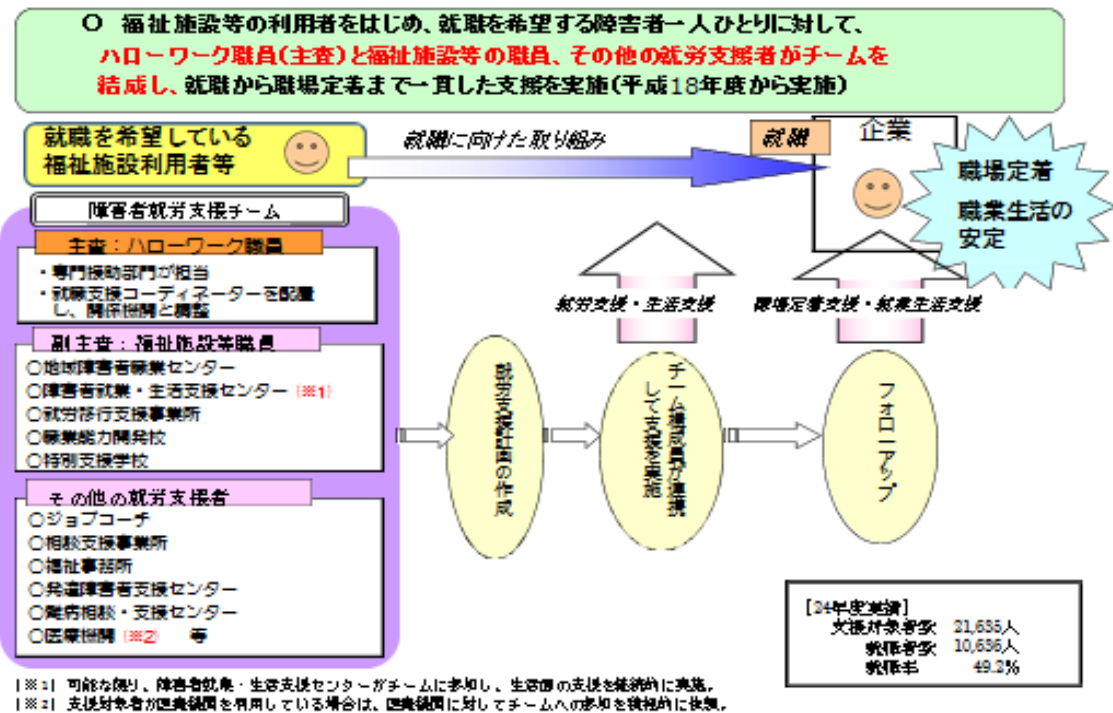 ○ 福祉施設等の利用者をはじめ、就職を希望する障害者一人ひとりに対して、
ハローワーク職員(主査)と福祉施設等の職員、その他の就労支援者がチームを
結成し、就職から職場定着まで一貫した支援を実施(平成18年度から実施)
就職を希望している
福祉施設利用者等
就職に向けた取り組み
就職
企業
職場定着
職業生活の
安定
障害者就労支援チーム
主査：ハローワーク職員
・専門援助部門が担当
・就職支援コーディネーターを配置
し、関係機関と調整
副主査：福祉施設等職員
○地域障害者職業センター
○障害者就業・生活支援センター（※1）
○就労移行支援事業所
○職業能力開発校
○特別支援学校
その他の就労支援者
○ジョブコーチ
○相談支援事業所
○福祉事務所
○発達障害者支援センター
○難病相談・支援センター
○医療機関（※2） 等
就労支援・生活支援
職場定着支援・就業生活支援
就労支援計画の作成
チーム構成員が連携
して支援を実施
フォローアップ
［24年度実績］
支援対象者数 21,635人
就職者数 10,636人
就職率 49.2%
（※1） 可能な限り、障害者就業・生活支援センターがチームに参加し、生活面の支援を継続的に実施。
（※2） 支援対象者が医療機関を利用している場合は、医療機関に対してチームへの参加を積極的に依頼。